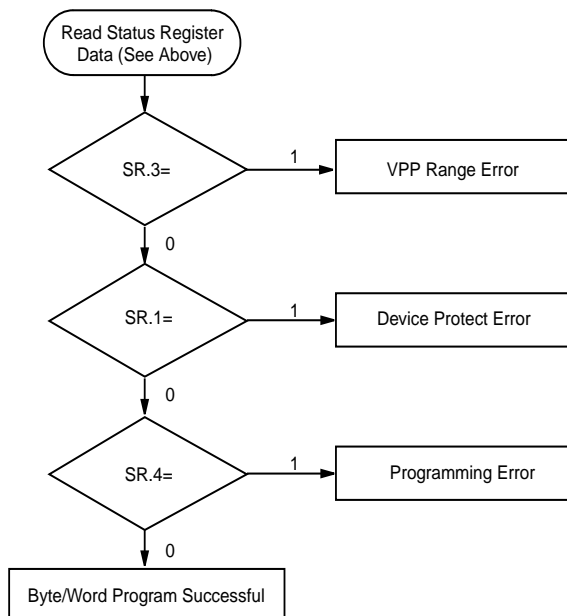 Read Status Register
Data (See Above)
SR.3=
1
VPP Range Error
0
SR.1=
1
Device Protect Error
0
SR.4=
1
Programming Error
0
Byte/Word Program Successful